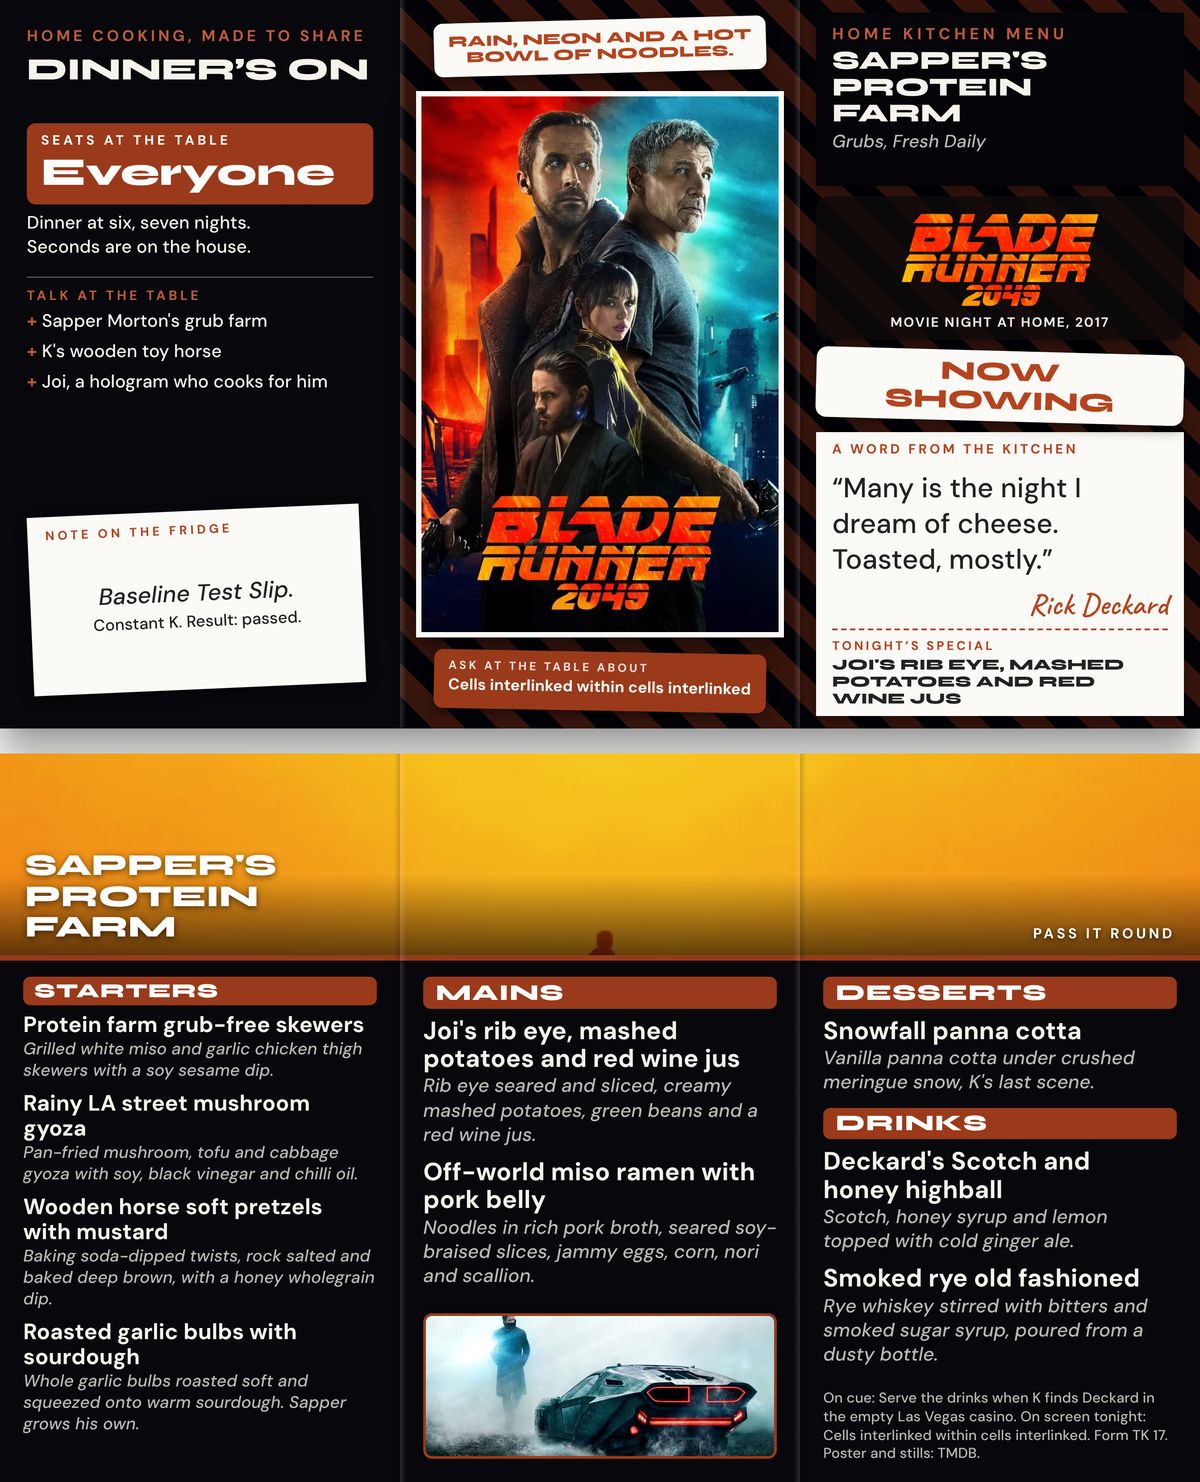 HOME COOKING, MADE TO SHARE
DINNER'S ON
SEATS AT THE TABLE
Everyone
Dinner at six, seven nights.
Seconds are on the house.
TALK AT THE TABLE
+ Sapper Morton's grub farm
+ K's wooden toy horse
+ Joi, a hologram who cooks for him
NOTE ON THE FRIDGE
Baseline Test Slip.
Constant K. Result: passed.
RAIN, NEON AND A HOT
BOWL OF NOODLES.
BLADE
RUNNER
2049
ASK AT THE TABLE ABOUT
Cells interlinked within cells interlinked
HOME KITCHEN MENU
SAPPER'S
PROTEIN
FARM
Grubs, Fresh Daily
BLADE
RUNNER
2049
MOVIE NIGHT AT HOME, 2017
NOW
SHOWING
A WORD FROM THE KITCHEN
“Many is the night I
dream of cheese.
Toasted, mostly.”
Rick Deckard
TONIGHT'S SPECIAL
JOI'S RIB EYE, MASHED
POTATOES AND RED
WINE JUS
SAPPER'S
PROTEIN
FARM
PASS IT ROUND
STARTERS
Protein farm grub-free skewers
Grilled white miso and garlic chicken thigh
skewers with a soy sesame dip.
Rainy LA street mushroom
gyoza
Pan-fried mushroom, tofu and cabbage
gyoza with soy, black vinegar and chilli oil.
Wooden horse soft pretzels
with mustard
Baking soda-dipped twists, rock salted and
baked deep brown, with a honey wholegrain
dip.
Roasted garlic bulbs with
sourdough
Whole garlic bulbs roasted soft and
squeezed onto warm sourdough. Sapper
grows his own.
MAINS
Joi's rib eye, mashed
potatoes and red wine jus
Rib eye seared and sliced, creamy
mashed potatoes, green beans and a
red wine jus.
Off-world miso ramen with
pork belly
Noodles in rich pork broth, seared soy-
braised slices, jammy eggs, corn, nori
and scallion.
DESSERTS
Snowfall panna cotta
Vanilla panna cotta under crushed
meringue snow, K's last scene.
DRINKS
Deckard's Scotch and
honey highball
Scotch, honey syrup and lemon
topped with cold ginger ale.
Smoked rye old fashioned
Rye whiskey stirred with bitters and
smoked sugar syrup, poured from a
dusty bottle.
On cue: Serve the drinks when K finds Deckard in
the empty Las Vegas casino. On screen tonight:
Cells interlinked within cells interlinked. Form TK 17.
Poster and stills: TMDB.